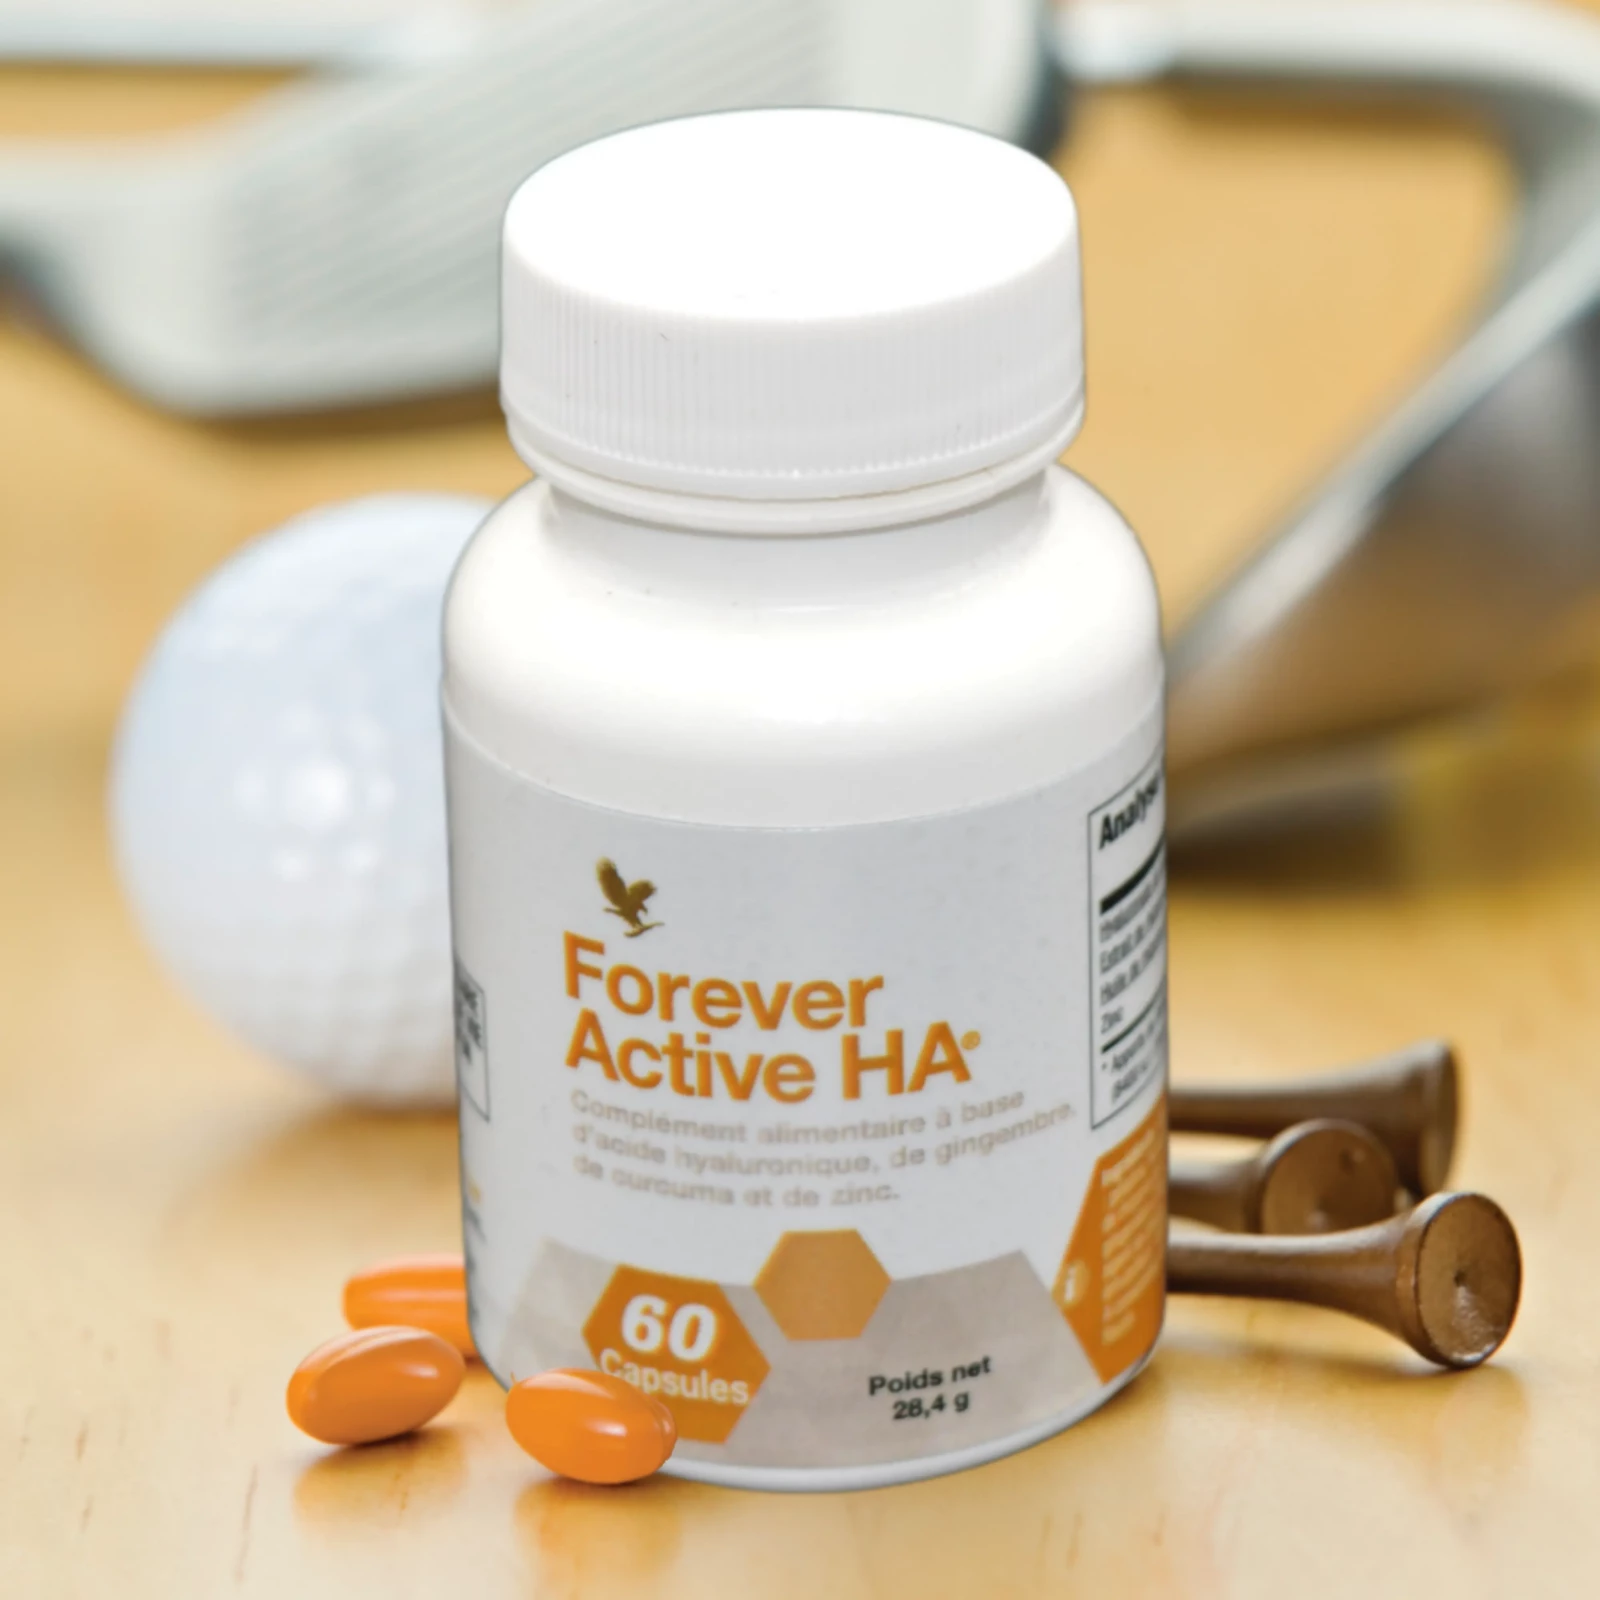 Forever
Active HA®
Complément alimentaire à base
d'acide hyaluronique, de gingembre,
de curcuma et de zinc.
60
Capsules
Poids net
28,4 g
Zinc